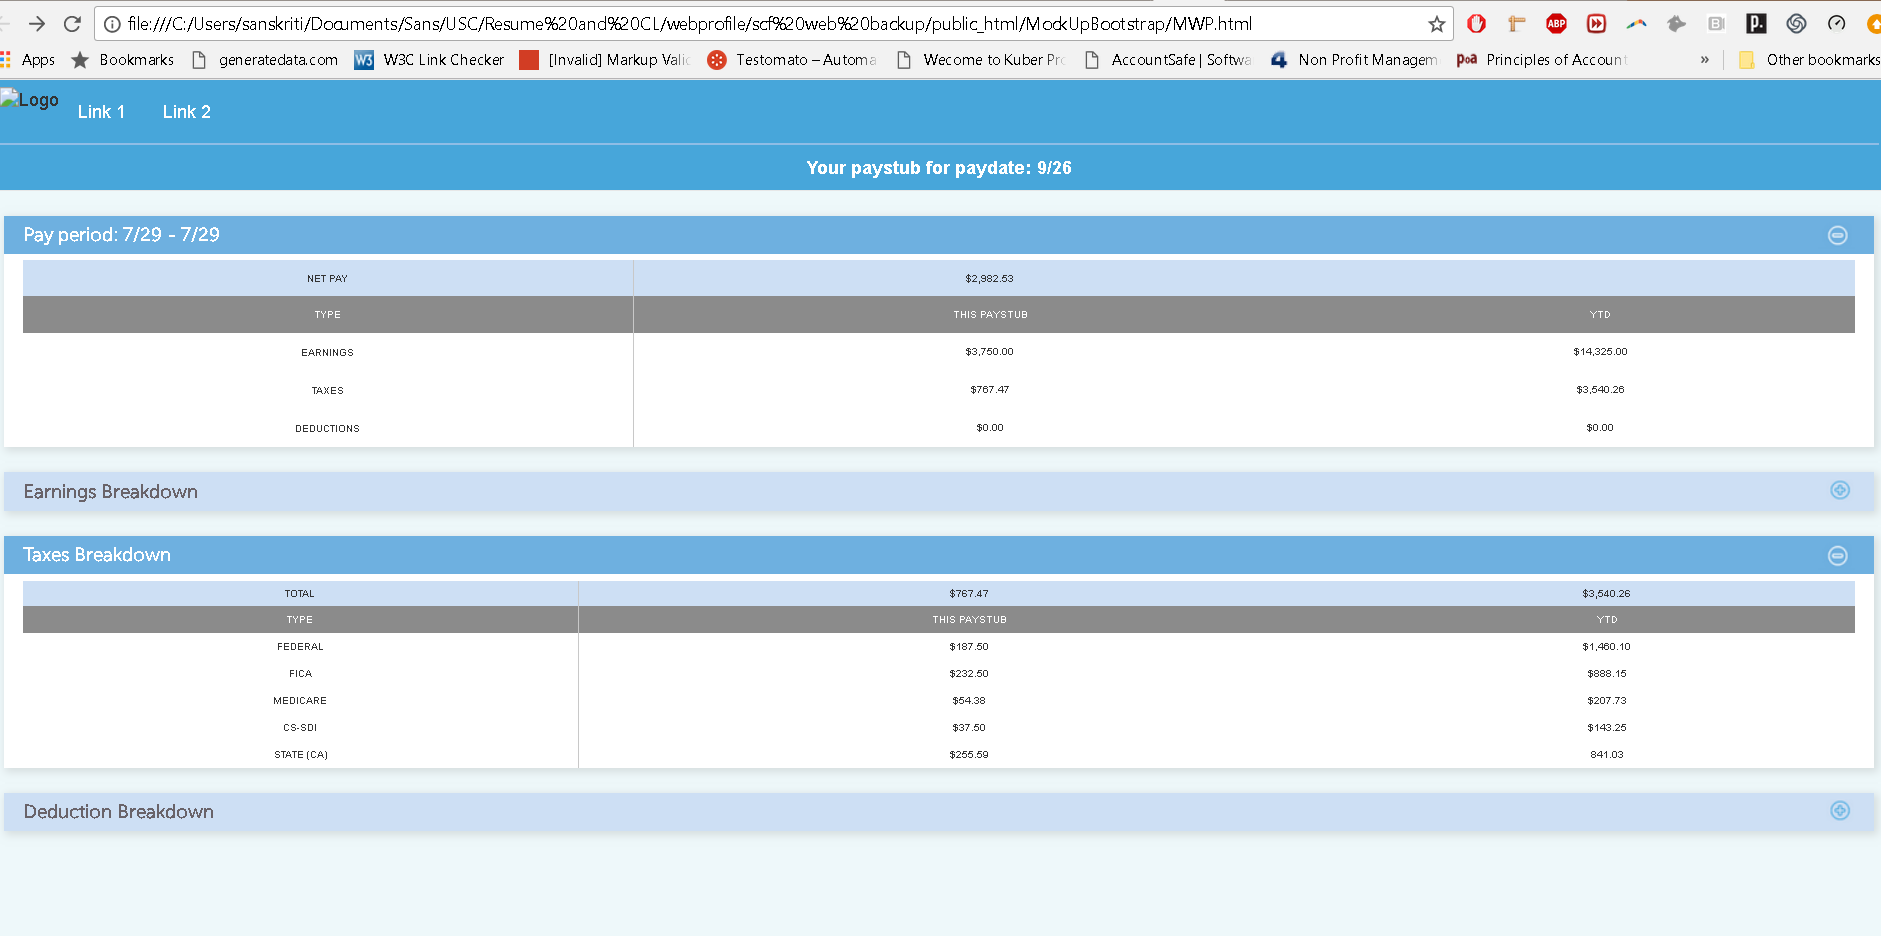 file:///C:/Users/sanskriti/Documents/Sans/USC/Resume%20and%20CL/webprofile/scf%20web%20backup/public_html/MockUpBootstrap/MWP.html
Apps Bookmarks generatedata.com W3 W3C Link Checker [Invalid] Markup Valid Testomato – Automa Wecome to Kuber Pro AccountSafe | Softwa Non Profit Managem poa Principles of Account » Other bookmarks
Logo Link 1 Link 2
Your paystub for paydate: 9/26
Pay period: 7/29 - 7/29
NET PAY $2,982.53
TYPE THIS PAYSTUB YTD
EARNINGS $3,750.00 $14,325.00
TAXES $767.47 $3,540.26
DEDUCTIONS $0.00 $0.00
Earnings Breakdown
Taxes Breakdown
TOTAL $767.47 $3,540.26
TYPE THIS PAYSTUB YTD
FEDERAL $187.50 $1,460.10
FICA $232.50 $888.15
MEDICARE $54.38 $207.73
CS-SDI $37.50 $143.25
STATE (CA) $255.59 841.03
Deduction Breakdown